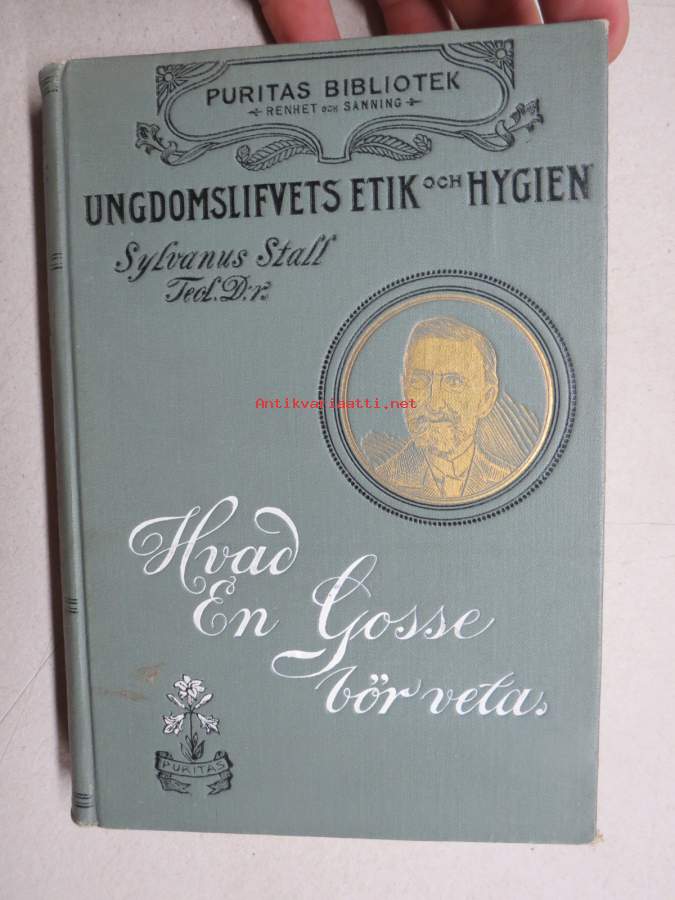 PURITAS BIBLIOTEK
RENHET OCH SANNING
UNGDOMSLIFVETS ETIK OCH HYGIEN
Sylvanus Stall
Teol. D:r.
Antikvariaatti.net
Hvad
En Gosse
bör veta.
PURITAS